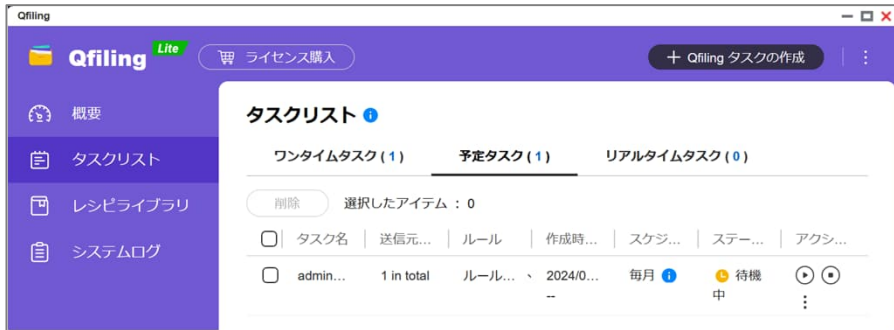 Qfiling
Qfiling Lite ライセンス購入 + Qfiling タスクの作成
概要
タスクリスト
レシピライブラリ
システムログ
タスクリスト
ワンタイムタスク ( 1 ) 予定タスク ( 1 ) リアルタイムタスク ( 0 )
削除 選択したアイテム : 0
タスク名 送信元... ルール 作成時... スケジ... ステー... アクシ...
admin... 1 in total ルール... 、 2024/0... 毎月 待機
-- 中